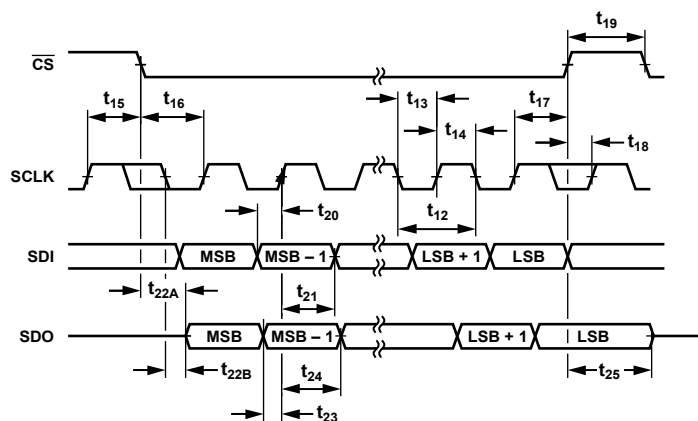 t19
CS
t15
t16
t13
t17
t14
t18
SCLK
t20
t12
SDI
MSB
MSB – 1
LSB + 1
LSB
t22A
t21
SDO
MSB
MSB – 1
LSB + 1
LSB
t22B
t24
t25
t23